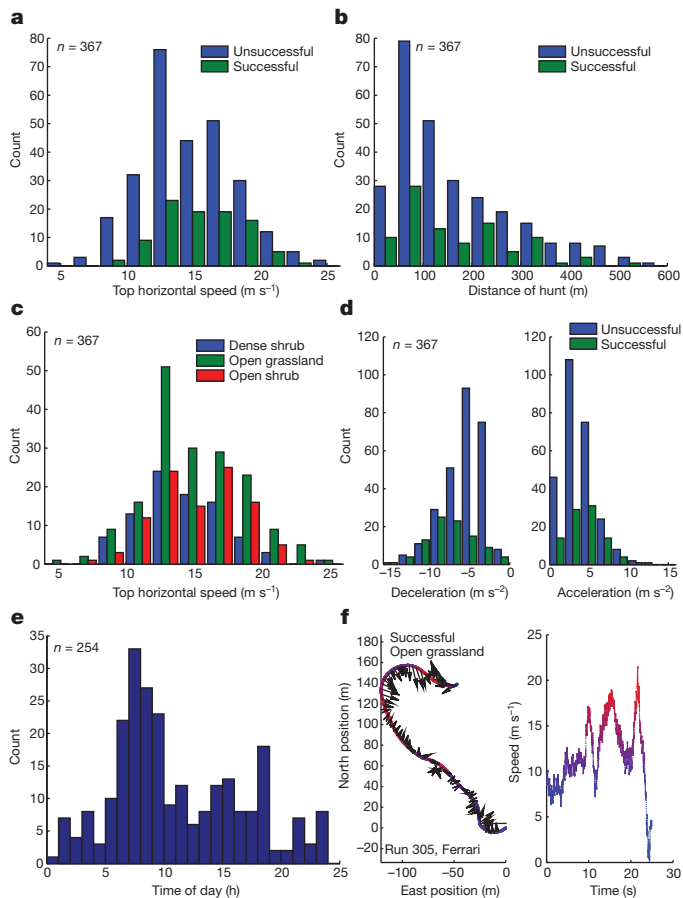 a
n = 367
Unsuccessful
Successful
80
70
60
50
40
30
20
10
0
Count
5 10 15 20 25
Top horizontal speed (m s⁻¹)
b
n = 367
Unsuccessful
Successful
80
70
60
50
40
30
20
10
0
Count
0 100 200 300 400 500 600
Distance of hunt (m)
c
n = 367
Dense shrub
Open grassland
Open shrub
60
50
40
30
20
10
0
Count
5 10 15 20 25
Top horizontal speed (m s⁻¹)
d
n = 367
Unsuccessful
Successful
120
100
80
60
40
20
0
Count
−15 −10 −5 0
Deceleration (m s⁻²)
120
100
80
60
40
20
0
0 5 10 15
Acceleration (m s⁻²)
e
n = 254
35
30
25
20
15
10
5
0
Count
0 5 10 15 20 25
Time of day (h)
f
Successful
Open grassland
180
160
140
120
100
80
60
40
20
0
−20
North position (m)
Run 305, Ferrari
−100 −50 0
East position (m)
25
20
15
10
5
0
Speed (m s⁻¹)
0 10 20 30
Time (s)